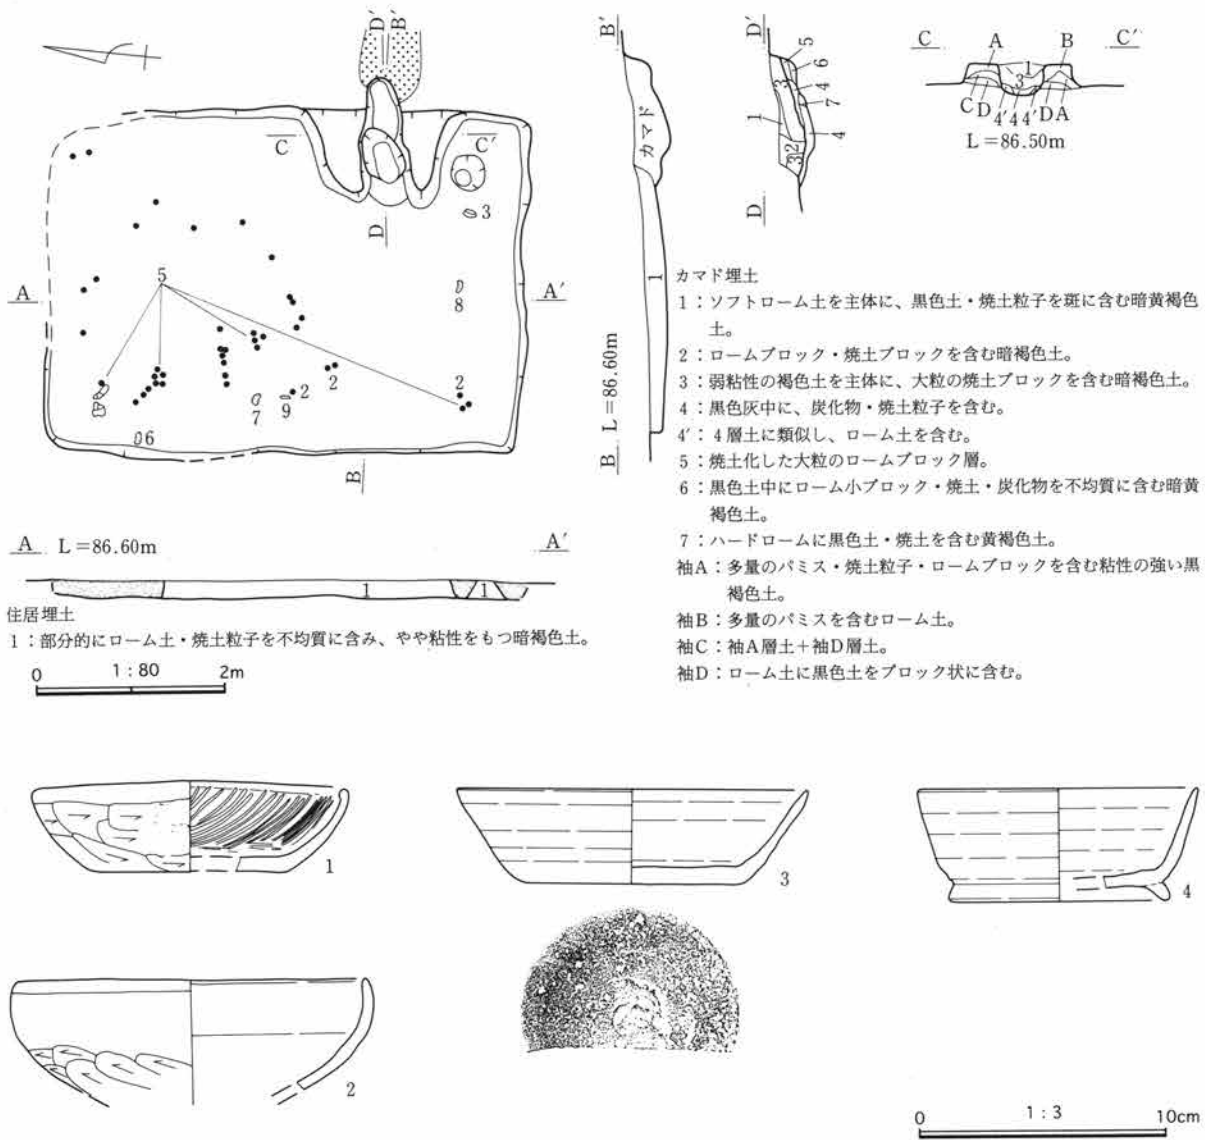 D′ B′
C
C′
D
3
A
A′
5
8
2
2
2
7
9
6
B
B′
カマド
1
B L＝86.60m
D′
5
6
3
4
7
1
4
2
3
D
C
C′
A
B
1
3
C D 4′ 4 4′ D A
L＝86.50m
カマド埋土
1：ソフトローム土を主体に、黒色土・焼土粒子を斑に含む暗黄褐色
土。
2：ロームブロック・焼土ブロックを含む暗褐色土。
3：弱粘性の褐色土を主体に、大粒の焼土ブロックを含む暗褐色土。
4：黒色灰中に、炭化物・焼土粒子を含む。
4′：４層土に類似し、ローム土を含む。
5：焼土化した大粒のロームブロック層。
6：黒色土中にローム小ブロック・焼土・炭化物を不均質に含む暗黄
褐色土。
7：ハードロームに黒色土・焼土を含む黄褐色土。
袖A：多量のパミス・焼土粒子・ロームブロックを含む粘性の強い黒
褐色土。
袖B：多量のパミスを含むローム土。
袖C：袖A層土＋袖D層土。
袖D：ローム土に黒色土をブロック状に含む。
A L＝86.60m
A′
1
1
住居埋土
1：部分的にローム土・焼土粒子を不均質に含み、やや粘性をもつ暗褐色土。
0 1：80 2m
1
3
4
2
0 1：3 10cm